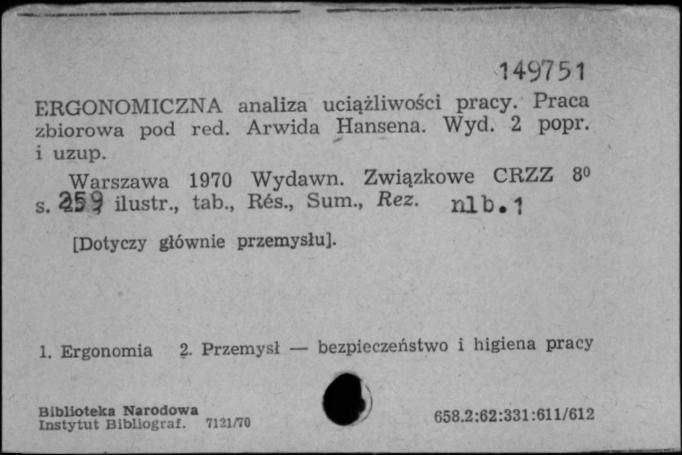 149751
ERGONOMICZNA analiza uciążliwości pracy. Praca
zbiorowa pod red. Arwida Hansena. Wyd. 2 popr.
i uzup.
Warszawa 1970 Wydawn. Związkowe CRZZ 8⁰
s. 259, ilustr., tab., Rés., Sum., Rez. nlb.1
[Dotyczy głównie przemysłu].
1. Ergonomia 2. Przemysł — bezpieczeństwo i higiena pracy
Biblioteka Narodowa
Instytut Bibliograf. 7121/70
658.2:62:331:611/612